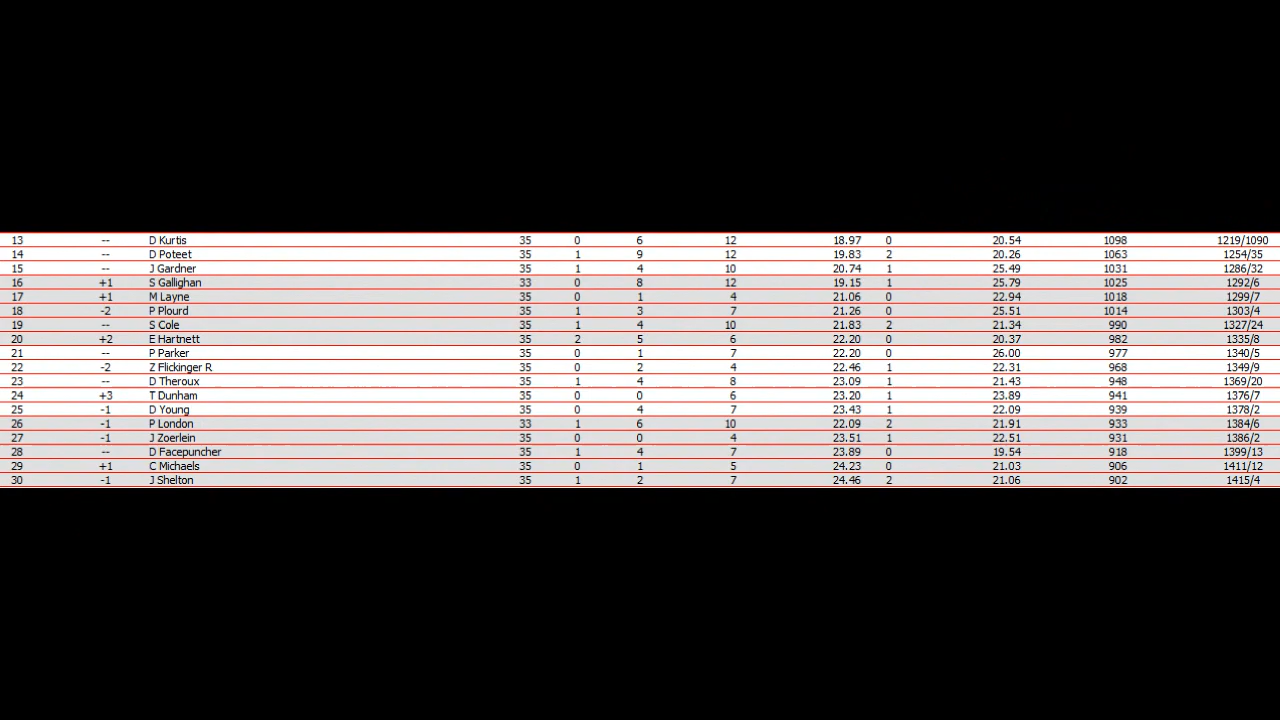 13 -- D Kurtis 35 0 6 12 18.97 0 20.54 1098 1219/1090
14 -- D Poteet 35 1 9 12 19.83 2 20.26 1063 1254/35
15 -- J Gardner 35 1 4 10 20.74 1 25.49 1031 1286/32
16 +1 S Gallighan 33 0 8 12 19.15 1 25.79 1025 1292/6
17 +1 M Layne 35 0 1 4 21.06 0 22.94 1018 1299/7
18 -2 P Plourd 35 1 3 7 21.26 0 25.51 1014 1303/4
19 -- S Cole 35 1 4 10 21.83 2 21.34 990 1327/24
20 +2 E Hartnett 35 2 5 6 22.20 0 20.37 982 1335/8
21 -- P Parker 35 0 1 7 22.20 0 26.00 977 1340/5
22 -2 Z Flickinger R 35 0 2 4 22.46 1 22.31 968 1349/9
23 -- D Theroux 35 1 4 8 23.09 1 21.43 948 1369/20
24 +3 T Dunham 35 0 0 6 23.20 1 23.89 941 1376/7
25 -1 D Young 35 0 4 7 23.43 1 22.09 939 1378/2
26 -1 P London 33 1 6 10 22.09 2 21.91 933 1384/6
27 -1 J Zoerlein 35 0 0 4 23.51 1 22.51 931 1386/2
28 -- D Facepuncher 35 1 4 7 23.89 0 19.54 918 1399/13
29 +1 C Michaels 35 0 1 5 24.23 0 21.03 906 1411/12
30 -1 J Shelton 35 1 2 7 24.46 2 21.06 902 1415/4